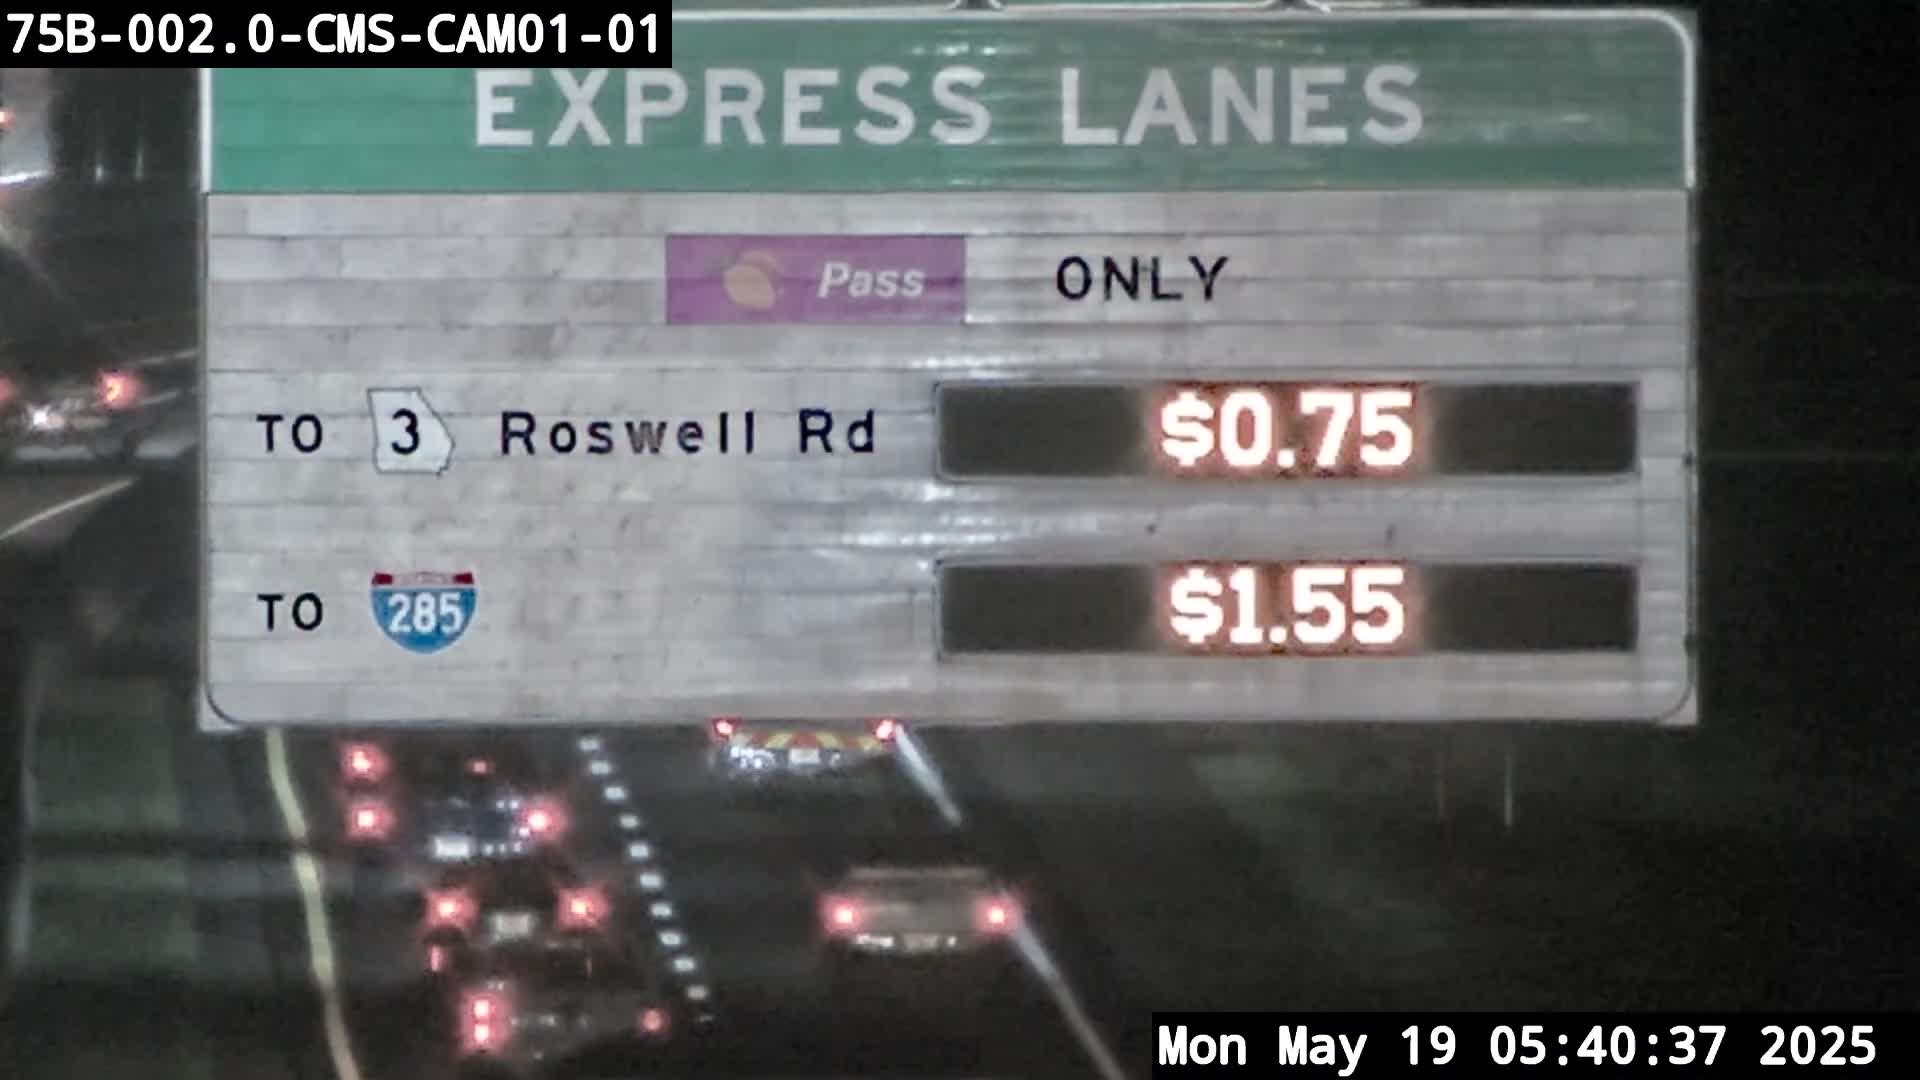 75B-002.0-CMS-CAM01-01
EXPRESS LANES
Pass ONLY
TO 3 Roswell Rd $0.75
TO 285 $1.55
Mon May 19 05:40:37 2025